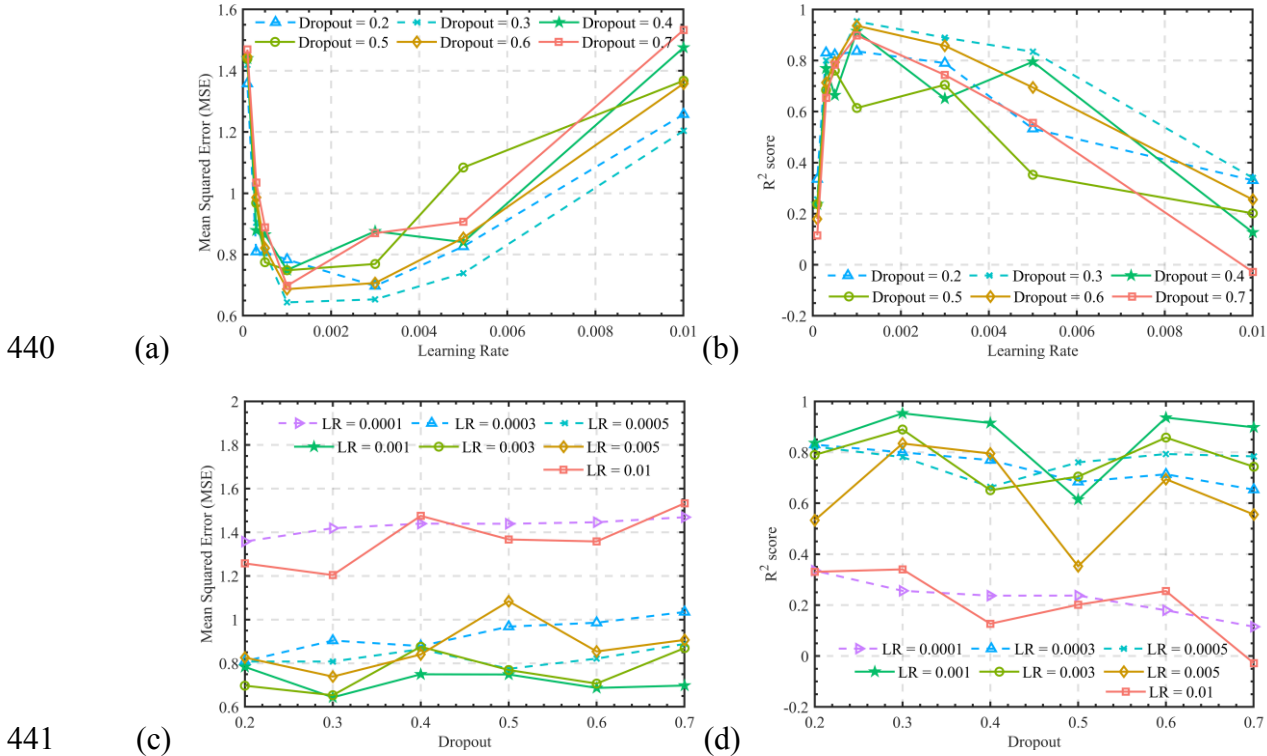 1.6
1.4
1.2
1
0.8
0.6
Mean Squared Error (MSE)
Dropout = 0.2 Dropout = 0.3 Dropout = 0.4
Dropout = 0.5 Dropout = 0.6 Dropout = 0.7
0 0.002 0.004 0.006 0.008 0.01
Learning Rate
440 (a)
1
0.8
0.6
0.4
0.2
0
-0.2
R² score
Dropout = 0.2 Dropout = 0.3 Dropout = 0.4
Dropout = 0.5 Dropout = 0.6 Dropout = 0.7
0 0.002 0.004 0.006 0.008 0.01
Learning Rate
(b)
2
1.8
1.6
1.4
1.2
1
0.8
0.6
Mean Squared Error (MSE)
LR = 0.0001 LR = 0.0003 LR = 0.0005
LR = 0.001 LR = 0.003 LR = 0.005
LR = 0.01
0.2 0.3 0.4 0.5 0.6 0.7
Dropout
441 (c)
1
0.8
0.6
0.4
0.2
0
-0.2
R² score
LR = 0.0001 LR = 0.0003 LR = 0.0005
LR = 0.001 LR = 0.003 LR = 0.005
LR = 0.01
0.2 0.3 0.4 0.5 0.6 0.7
Dropout
(d)